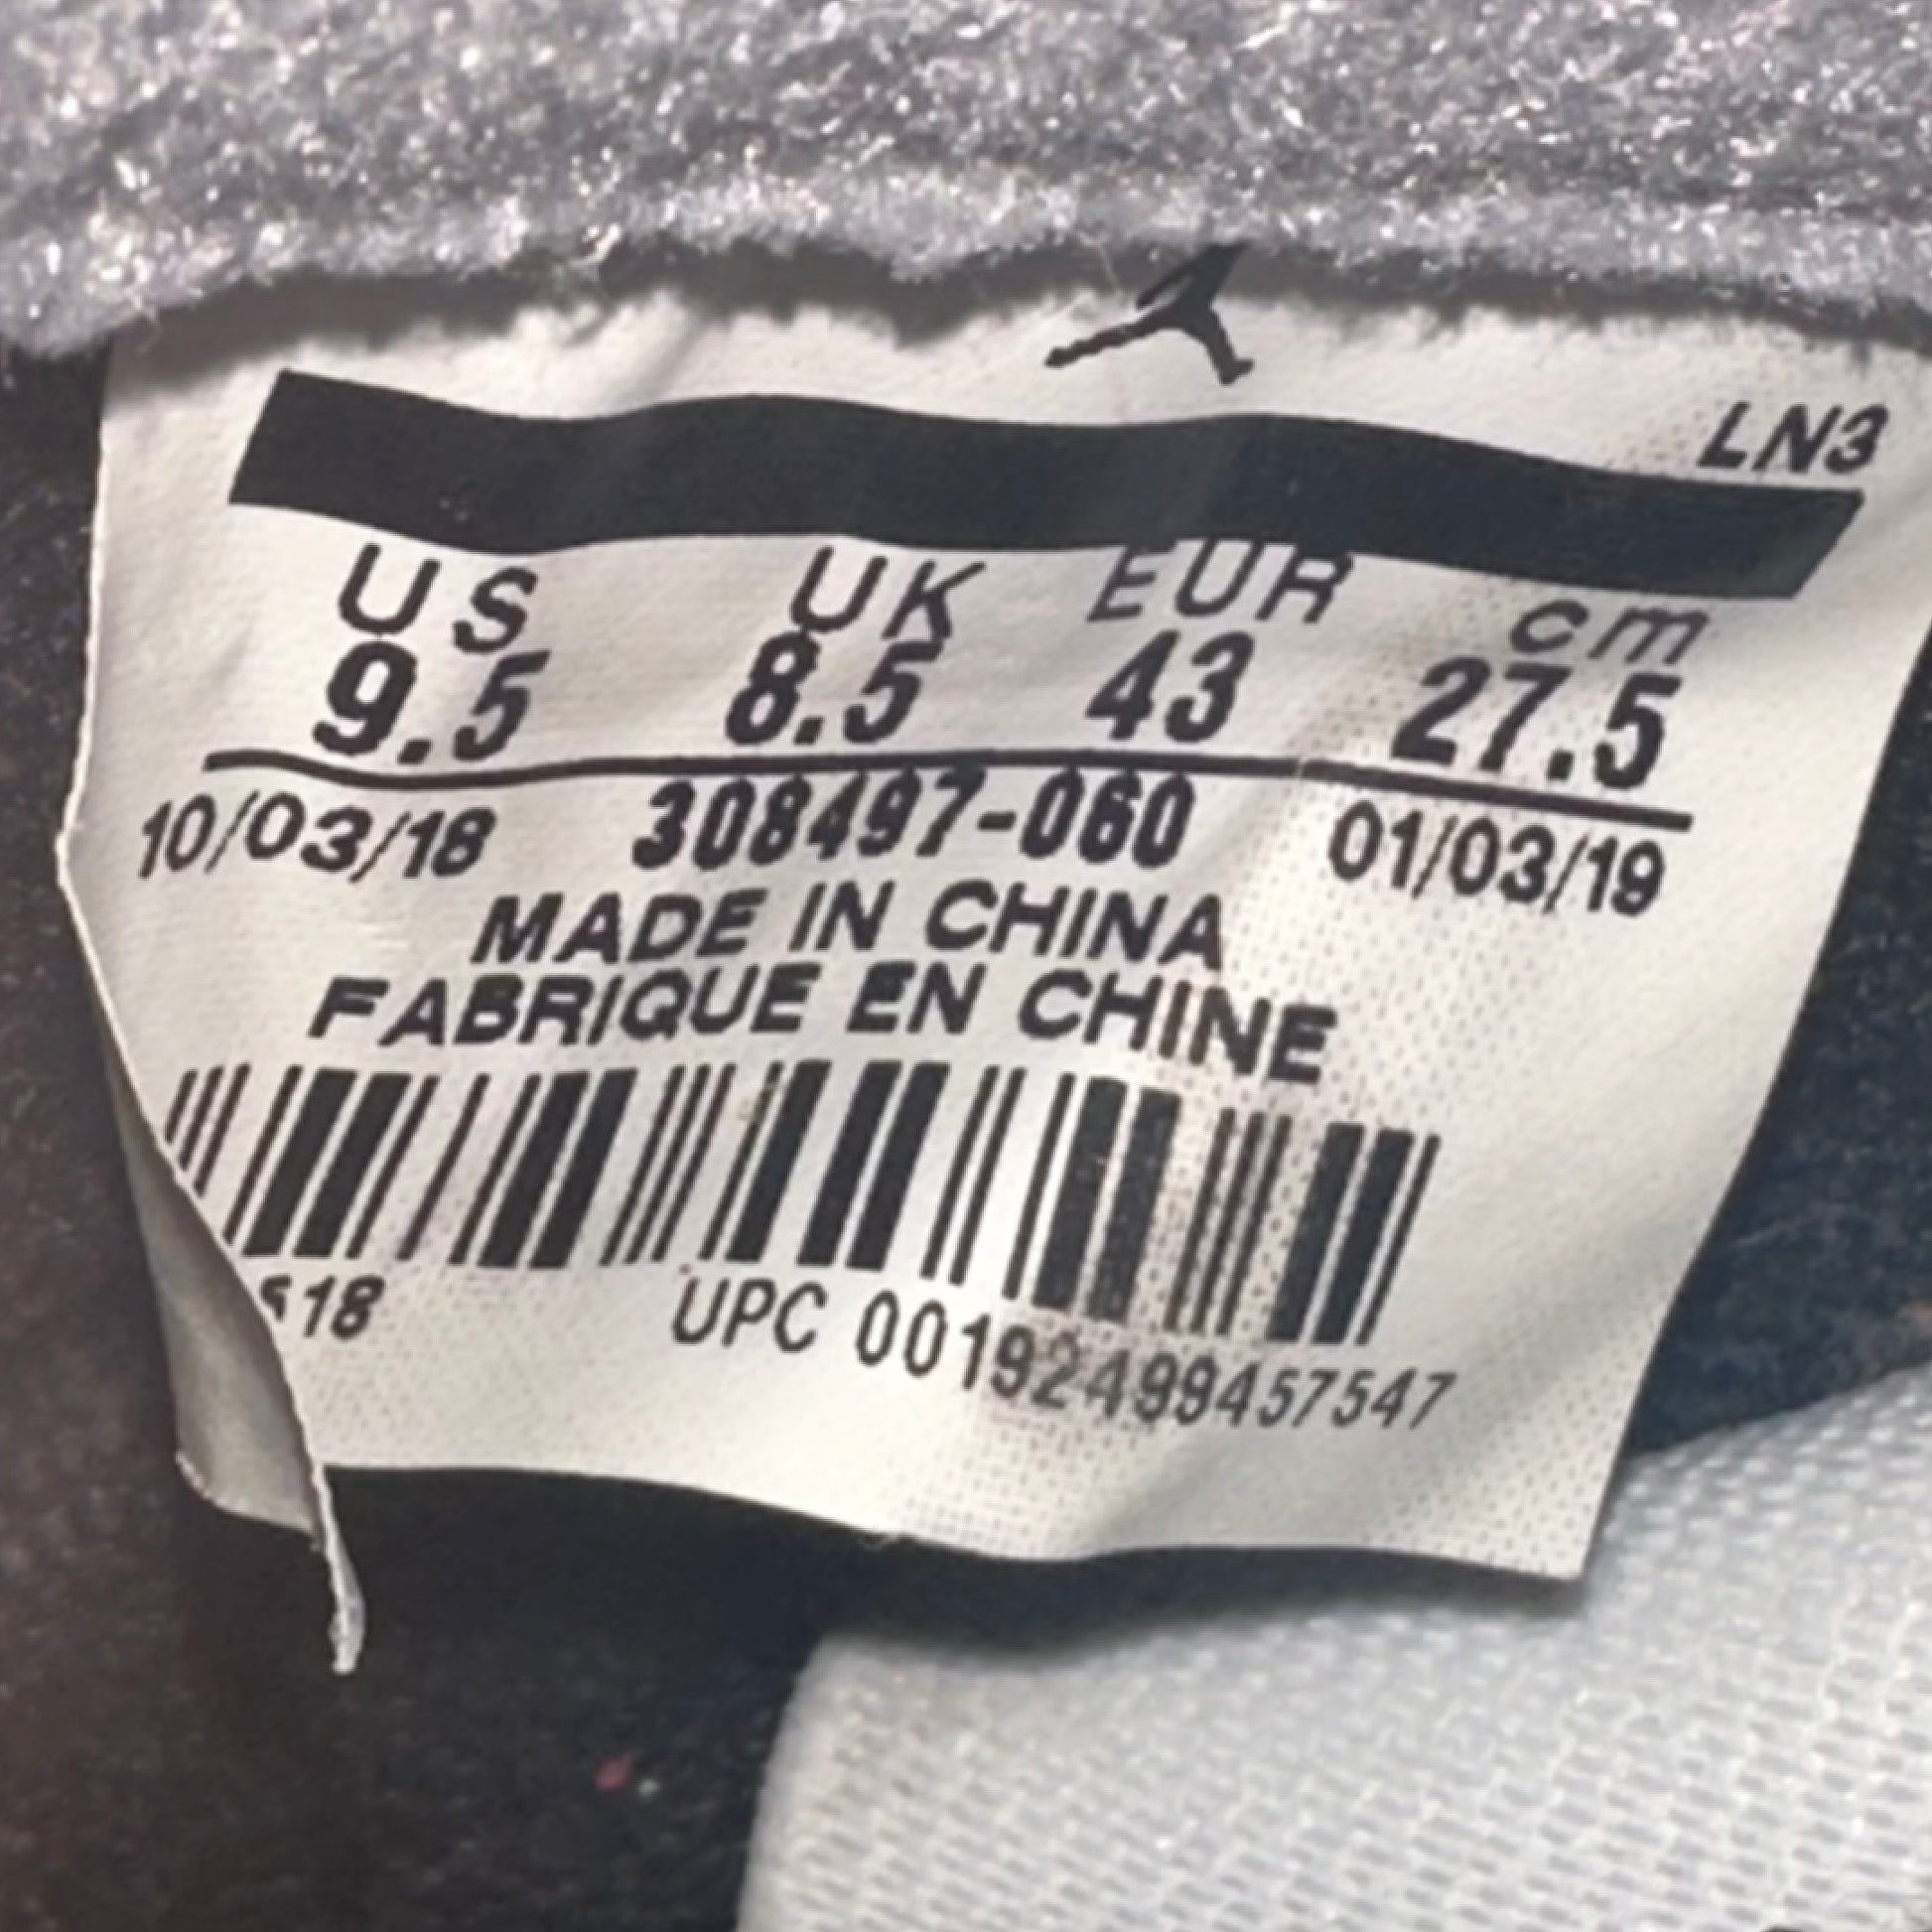 LN3
US UK EUR cm
9.5 8.5 43 27.5
10/03/18 308497-060 01/03/19
MADE IN CHINA
FABRIQUE EN CHINE
518 UPC 00192499457547